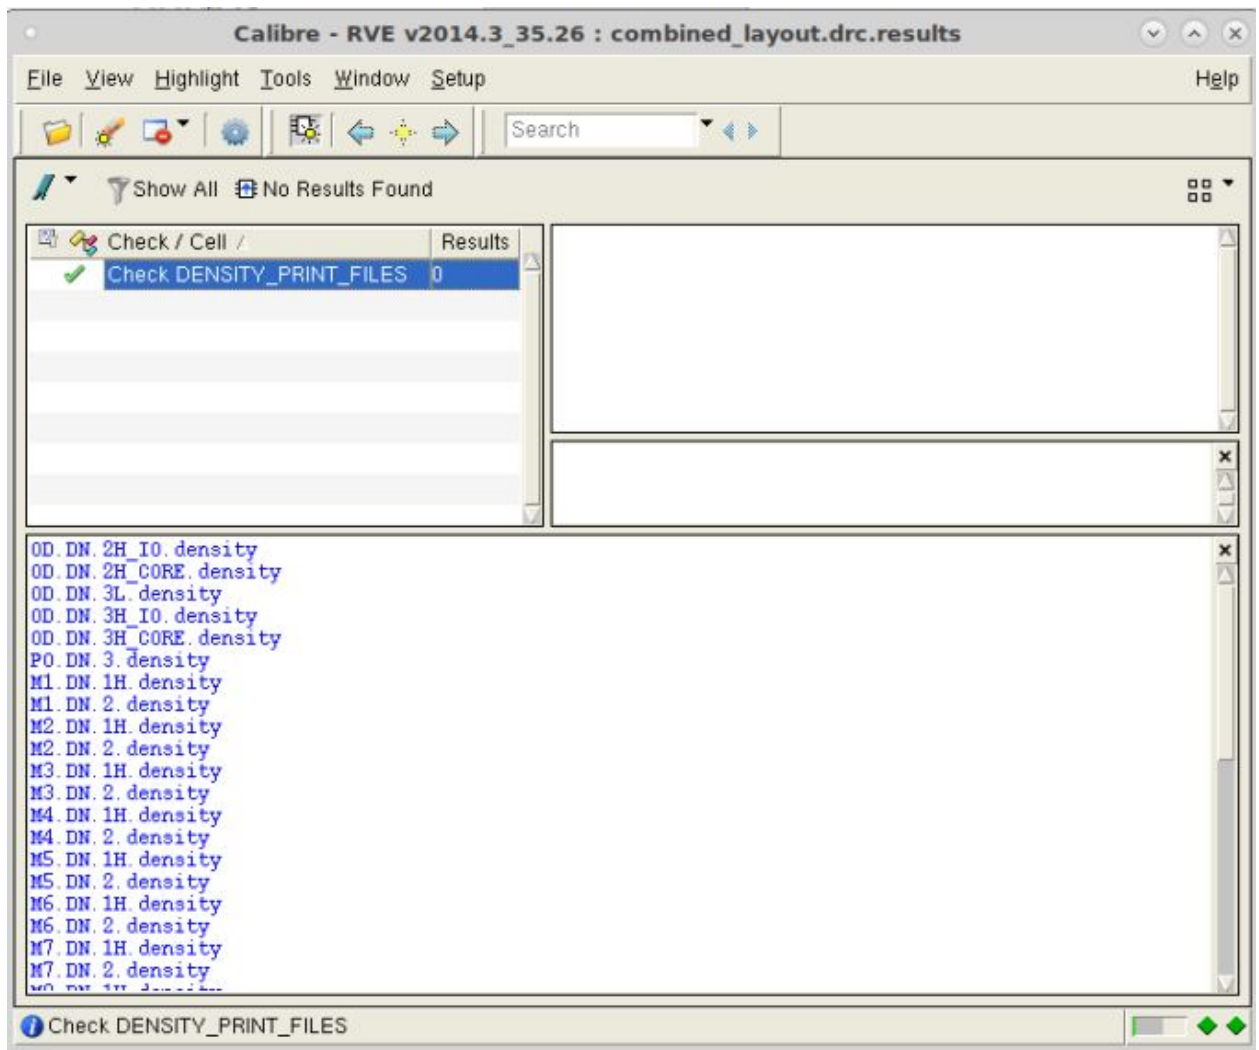 Calibre - RVE v2014.3_35.26 : combined_layout.drc.results
File View Highlight Tools Window Setup Help
Search
Show All No Results Found
Check / Cell / Results
Check DENSITY_PRINT_FILES 0
OD.DN.2H_IO.density
OD.DN.2H_CORE.density
OD.DN.3L.density
OD.DN.3H_IO.density
OD.DN.3H_CORE.density
PO.DN.3.density
M1.DN.1H.density
M1.DN.2.density
M2.DN.1H.density
M2.DN.2.density
M3.DN.1H.density
M3.DN.2.density
M4.DN.1H.density
M4.DN.2.density
M5.DN.1H.density
M5.DN.2.density
M6.DN.1H.density
M6.DN.2.density
M7.DN.1H.density
M7.DN.2.density
Check DENSITY_PRINT_FILES